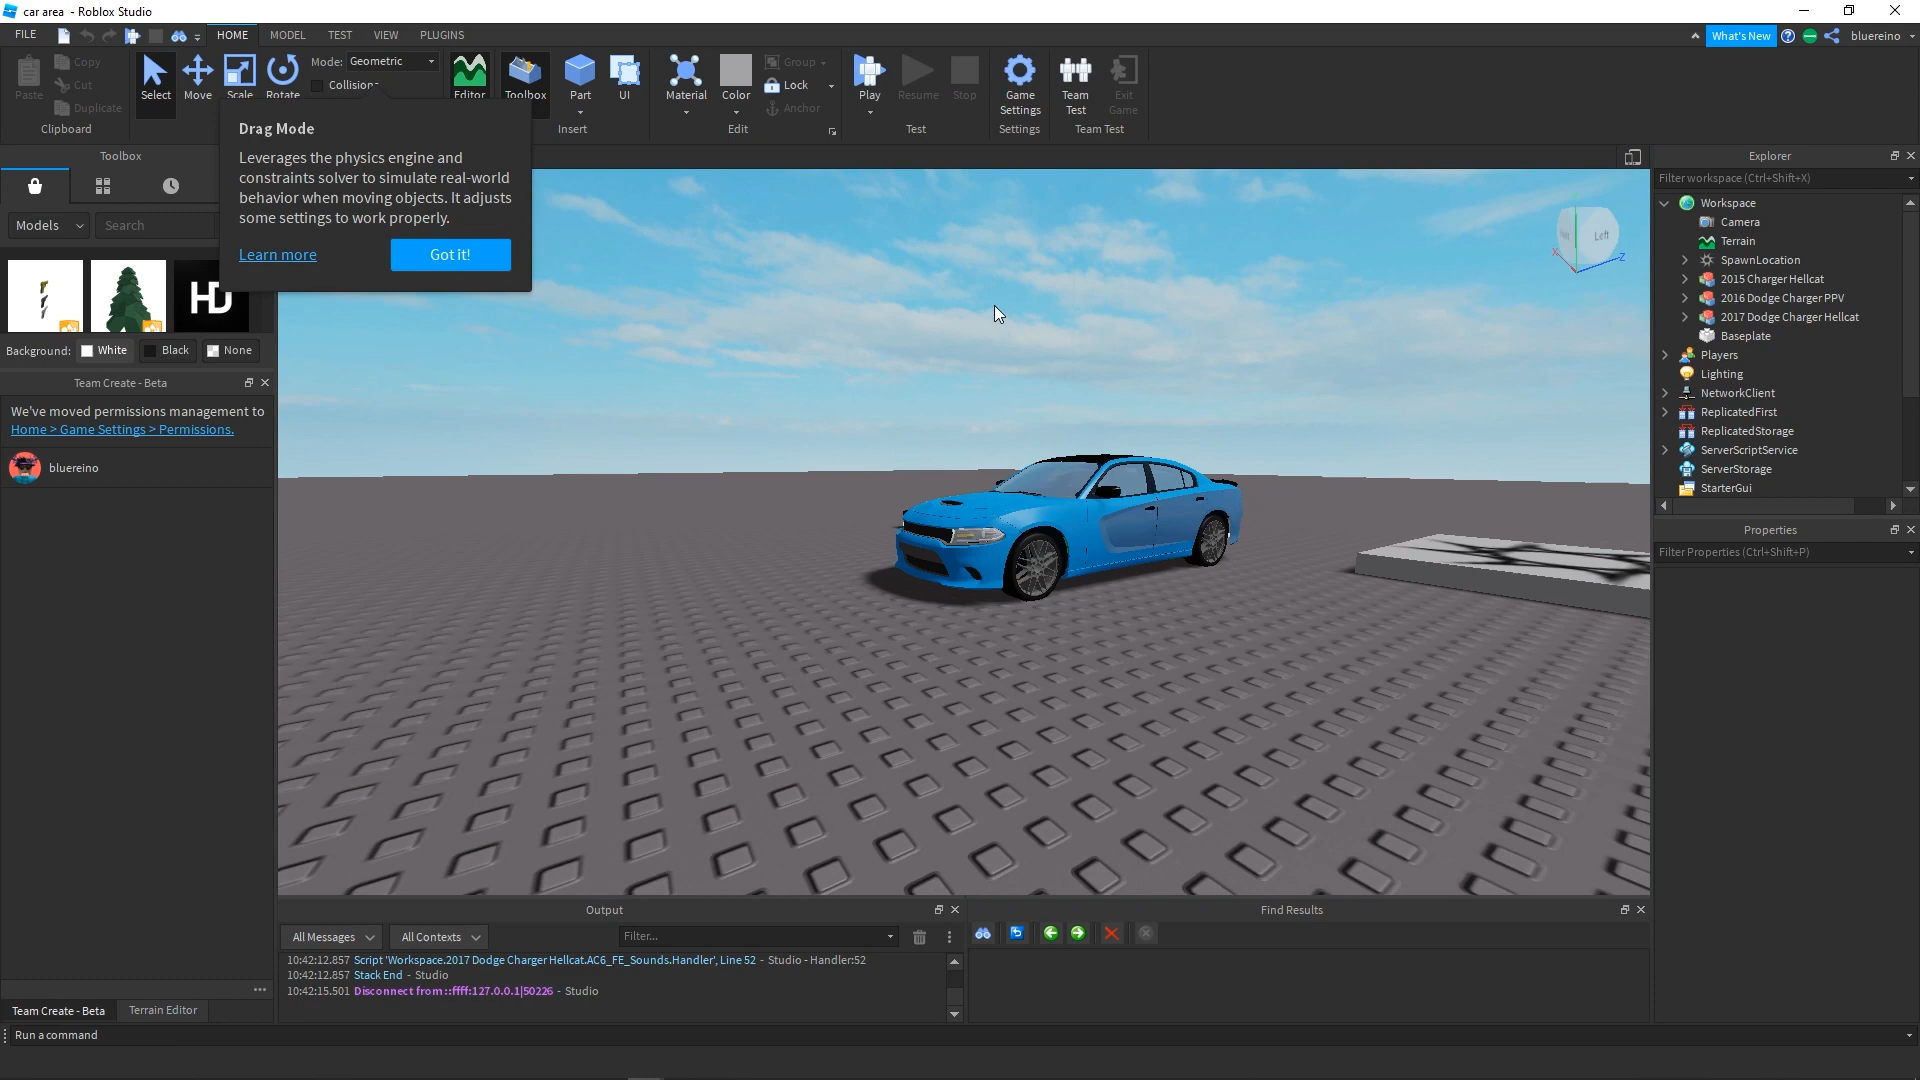 car area - Roblox Studio
FILE
HOME
MODEL
TEST
VIEW
PLUGINS
What's New
bluereino
Paste
Copy
Cut
Duplicate
Clipboard
Select
Move
Scale
Rotate
Mode: Geometric
Collisions
Editor
Toolbox
Part
UI
Insert
Material
Color
Group
Lock
Anchor
Edit
Play
Resume
Stop
Test
Game
Settings
Settings
Team
Test
Exit
Game
Team Test
Drag Mode
Leverages the physics engine and
constraints solver to simulate real-world
behavior when moving objects. It adjusts
some settings to work properly.
Learn more
Got it!
Toolbox
Models
Search
HD
Background:
White
Black
None
Team Create - Beta
We've moved permissions management to
Home > Game Settings > Permissions.
bluereino
Team Create - Beta
Terrain Editor
Left
X
Z
Explorer
Filter workspace (Ctrl+Shift+X)
Workspace
Camera
Terrain
SpawnLocation
2015 Charger Hellcat
2016 Dodge Charger PPV
2017 Dodge Charger Hellcat
Baseplate
Players
Lighting
NetworkClient
ReplicatedFirst
ReplicatedStorage
ServerScriptService
ServerStorage
StarterGui
Properties
Filter Properties (Ctrl+Shift+P)
Output
All Messages
All Contexts
Filter...
10:42:12.857 Script 'Workspace.2017 Dodge Charger Hellcat.AC6_FE_Sounds.Handler', Line 52 - Studio - Handler:52
10:42:12.857 Stack End - Studio
10:42:15.501 Disconnect from ::ffff:127.0.0.1|50226 - Studio
Find Results
Run a command